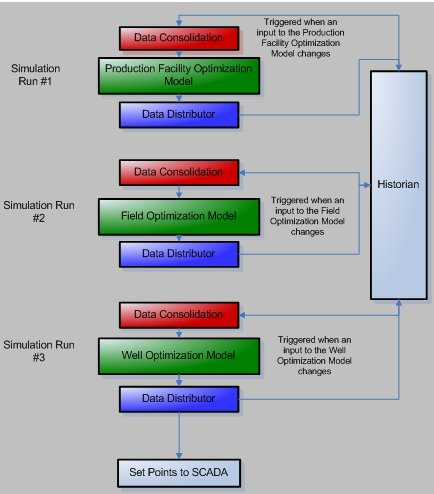 Data Consolidation
Triggered when an
input to the Production
Facility Optimization
Model changes
Simulation
Run #1
Production Facility Optimization
Model
Data Distributor
Historian
Data Consolidation
Simulation Run
#2
Field Optimization Model
Triggered when an
input to the Field
Optimization Model
changes
Data Distributor
Data Consolidation
Simulation Run
#3
Well Optimization Model
Triggered when an
input to the Well
Optimization Model
changes
Data Distributor
Set Points to SCADA